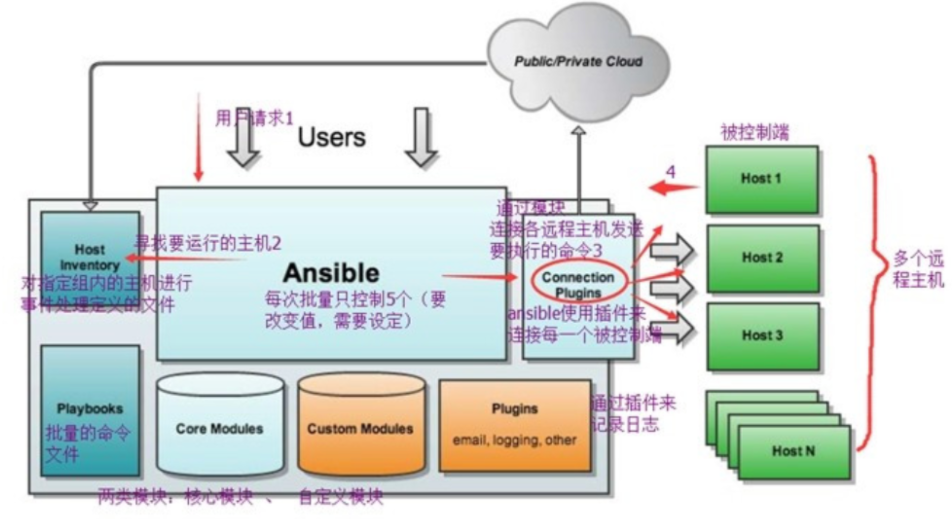 Public/Private Cloud
用户请求1
Users
被控制端
4
Host 1
通过模块
连接各远程主机发送
要执行的命令3
Host
Inventory
寻找要运行的主机2
对指定组内的主机进行
事件处理定义的文件
Ansible
每次批量只控制5个（要
改变值，需要设定）
Connection
Plugins
ansible使用插件来
连接每一个被控制端
Host 2
多个远
程主机
Host 3
Playbooks
批量的命令
文件
Core Modules
Custom Modules
Plugins
email, logging, other
通过插件来
记录日志
Host N
两类模块：核心模块 、 自定义模块